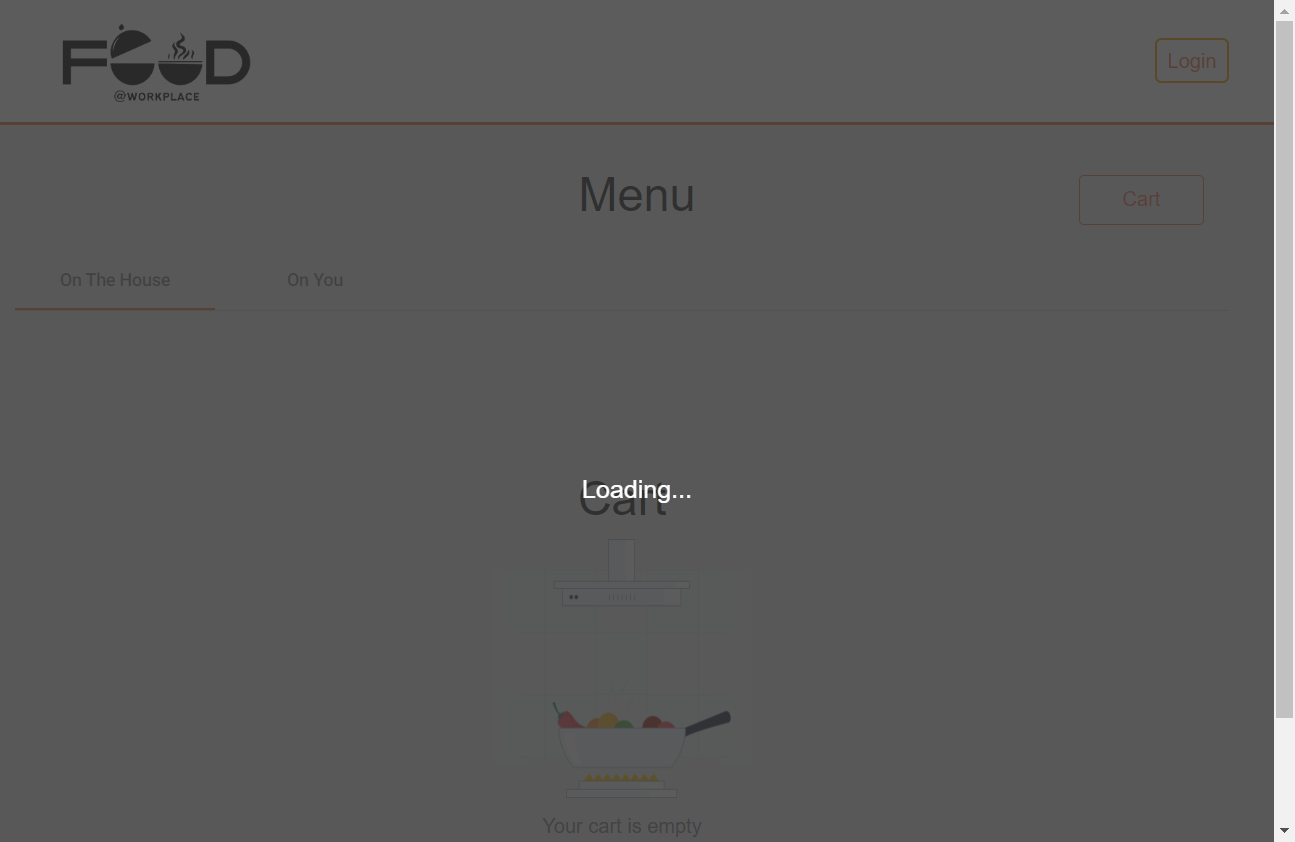 FOOD
@WORKPLACE
Login
Menu
Cart
On The House
On You
Cart
Loading...
Your cart is empty